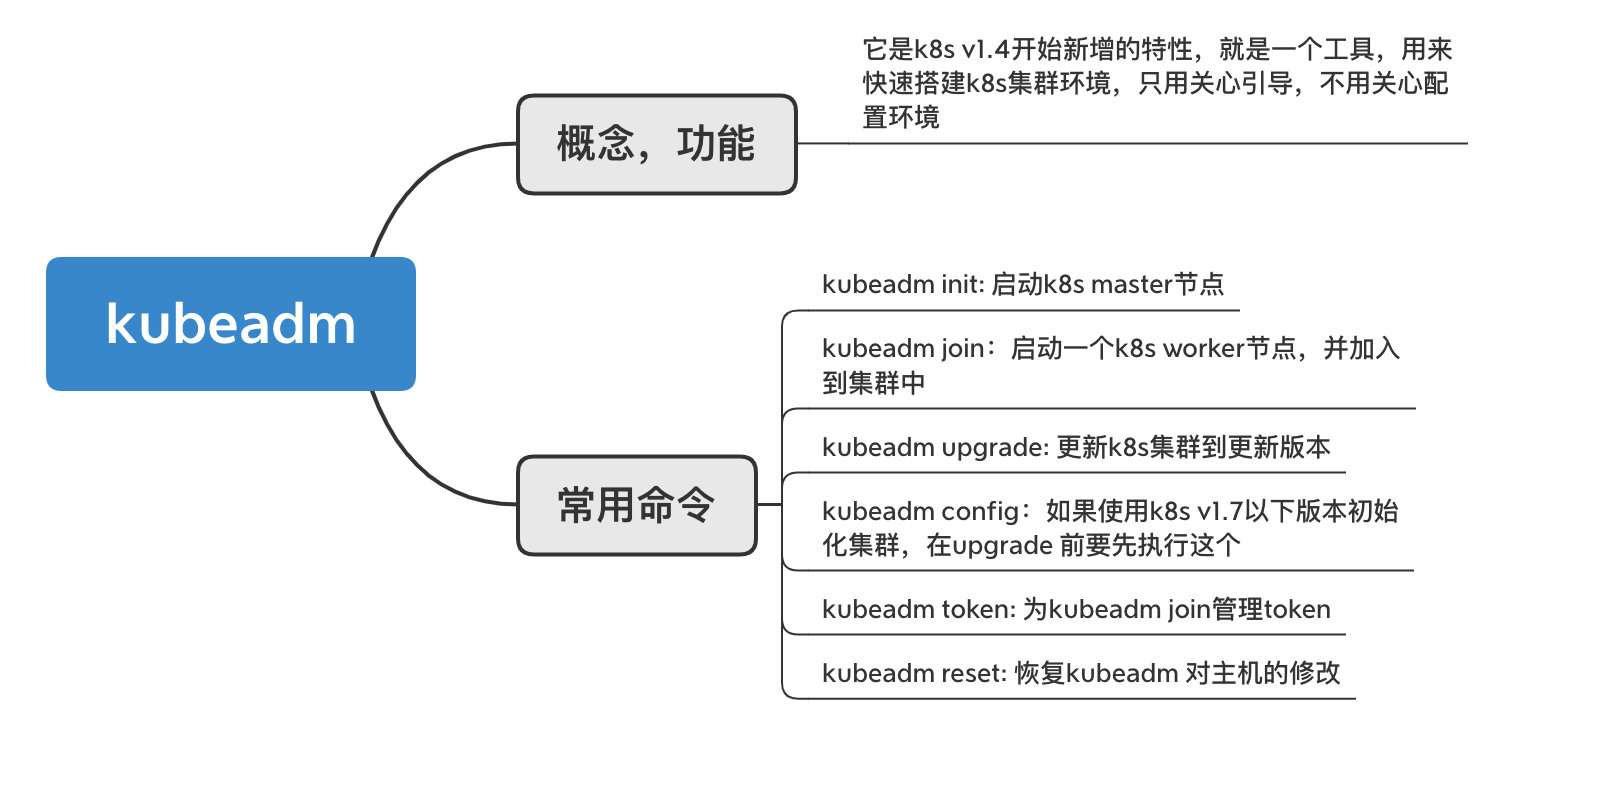 kubeadm
概念，功能
它是k8s v1.4开始新增的特性，就是一个工具，用来
快速搭建k8s集群环境，只用关心引导，不用关心配
置环境
常用命令
kubeadm init: 启动k8s master节点
kubeadm join：启动一个k8s worker节点，并加入
到集群中
kubeadm upgrade: 更新k8s集群到更新版本
kubeadm config：如果使用k8s v1.7以下版本初始
化集群，在upgrade 前要先执行这个
kubeadm token: 为kubeadm join管理token
kubeadm reset: 恢复kubeadm 对主机的修改